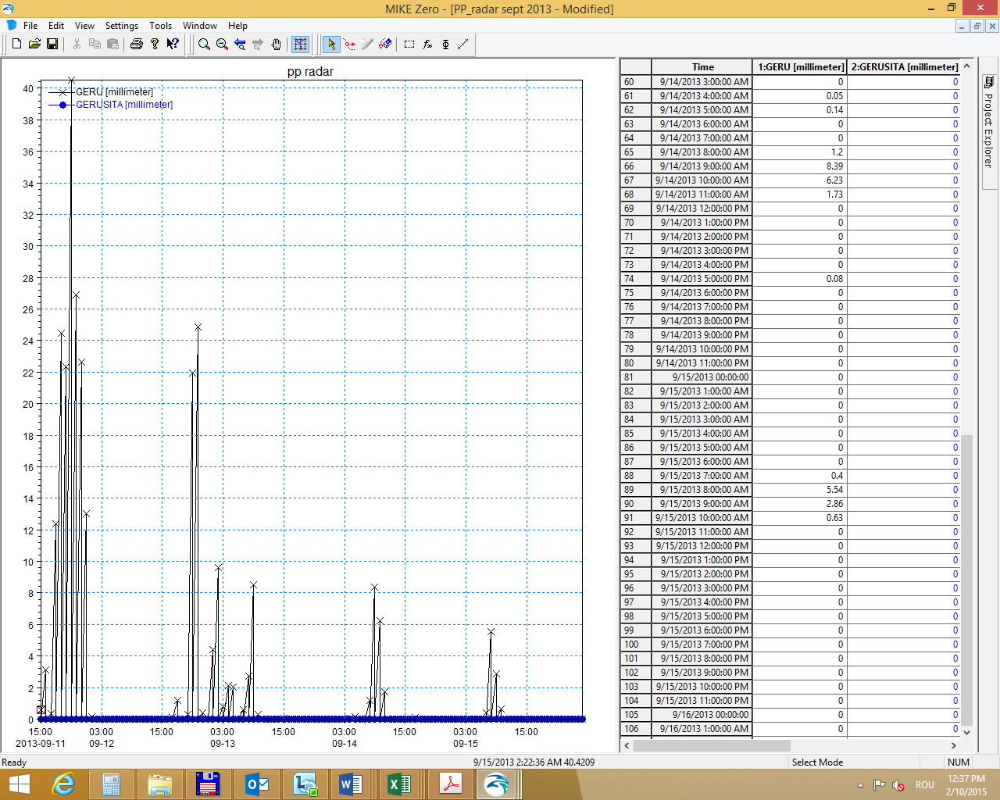 MIKE Zero - [PP_radar sept 2013 - Modified]
File Edit View Settings Tools Window Help
pp radar
GERU [millimeter]
GERUSITA [millimeter]
40
38
36
34
32
30
28
26
24
22
20
18
16
14
12
10
8
6
4
2
0
15:00 03:00 15:00 03:00 15:00 03:00 15:00 03:00 15:00
2013-09-11 09-12 09-13 09-14 09-15
Time 1:GERU [millimeter] 2:GERUSITA [millimeter]
60 9/14/2013 3:00:00 AM 0 0
61 9/14/2013 4:00:00 AM 0.05 0
62 9/14/2013 5:00:00 AM 0.14 0
63 9/14/2013 6:00:00 AM 0 0
64 9/14/2013 7:00:00 AM 0 0
65 9/14/2013 8:00:00 AM 1.2 0
66 9/14/2013 9:00:00 AM 8.39 0
67 9/14/2013 10:00:00 AM 6.23 0
68 9/14/2013 11:00:00 AM 1.73 0
69 9/14/2013 12:00:00 PM 0 0
70 9/14/2013 1:00:00 PM 0 0
71 9/14/2013 2:00:00 PM 0 0
72 9/14/2013 3:00:00 PM 0 0
73 9/14/2013 4:00:00 PM 0 0
74 9/14/2013 5:00:00 PM 0.08 0
75 9/14/2013 6:00:00 PM 0 0
76 9/14/2013 7:00:00 PM 0 0
77 9/14/2013 8:00:00 PM 0 0
78 9/14/2013 9:00:00 PM 0 0
79 9/14/2013 10:00:00 PM 0 0
80 9/14/2013 11:00:00 PM 0 0
81 9/15/2013 00:00:00 0 0
82 9/15/2013 1:00:00 AM 0 0
83 9/15/2013 2:00:00 AM 0 0
84 9/15/2013 3:00:00 AM 0 0
85 9/15/2013 4:00:00 AM 0 0
86 9/15/2013 5:00:00 AM 0 0
87 9/15/2013 6:00:00 AM 0 0
88 9/15/2013 7:00:00 AM 0.4 0
89 9/15/2013 8:00:00 AM 5.54 0
90 9/15/2013 9:00:00 AM 2.86 0
91 9/15/2013 10:00:00 AM 0.63 0
92 9/15/2013 11:00:00 AM 0 0
93 9/15/2013 12:00:00 PM 0 0
94 9/15/2013 1:00:00 PM 0 0
95 9/15/2013 2:00:00 PM 0 0
96 9/15/2013 3:00:00 PM 0 0
97 9/15/2013 4:00:00 PM 0 0
98 9/15/2013 5:00:00 PM 0 0
99 9/15/2013 6:00:00 PM 0 0
100 9/15/2013 7:00:00 PM 0 0
101 9/15/2013 8:00:00 PM 0 0
102 9/15/2013 9:00:00 PM 0 0
103 9/15/2013 10:00:00 PM 0 0
104 9/15/2013 11:00:00 PM 0 0
105 9/16/2013 00:00:00 0 0
106 9/16/2013 1:00:00 AM 0 0
Project Explorer
Ready 9/15/2013 2:22:36 AM 40.4209 Select Mode NUM
ROU 12:37 PM
2/10/2015